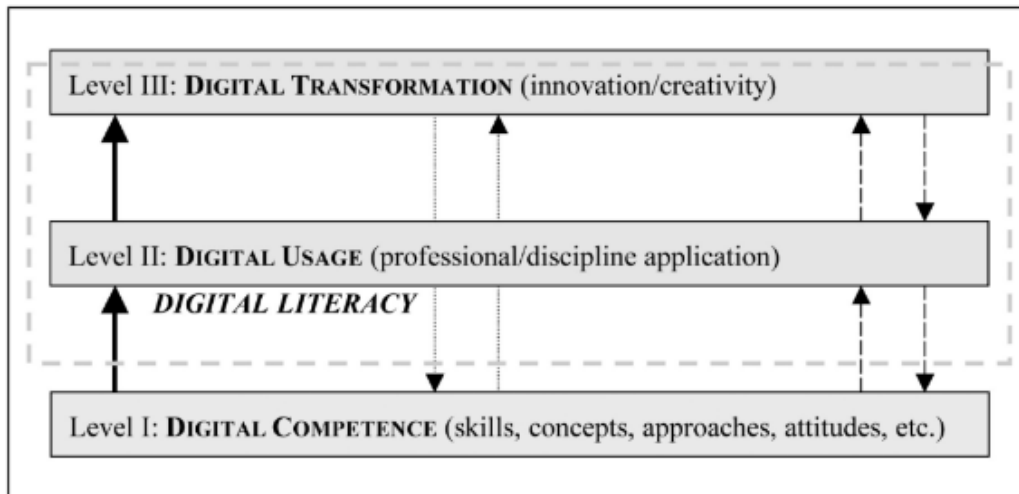 Level III: DIGITAL TRANSFORMATION (innovation/creativity)
Level II: DIGITAL USAGE (professional/discipline application)
DIGITAL LITERACY
Level I: DIGITAL COMPETENCE (skills, concepts, approaches, attitudes, etc.)